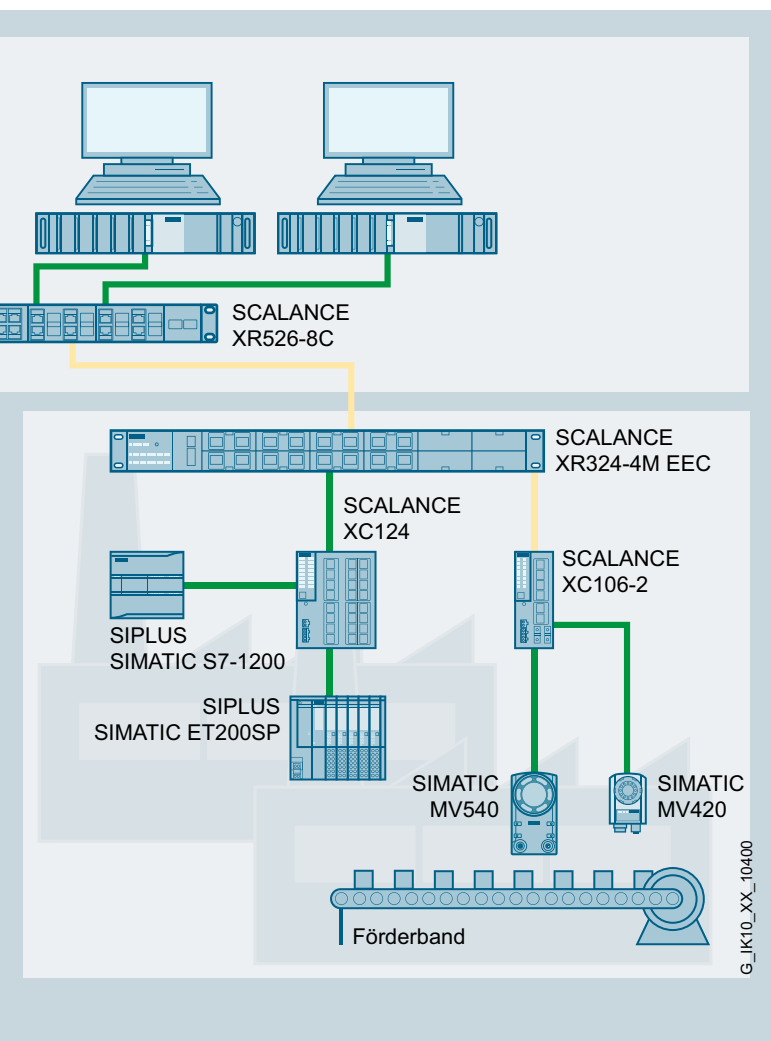 SCALANCE
XR526-8C
SCALANCE
XR324-4M EEC
SCALANCE
XC124
SCALANCE
XC106-2
SIPLUS
SIMATIC S7-1200
SIPLUS
SIMATIC ET200SP
SIMATIC
MV540
SIMATIC
MV420
Förderband
G_IK10_XX_10400